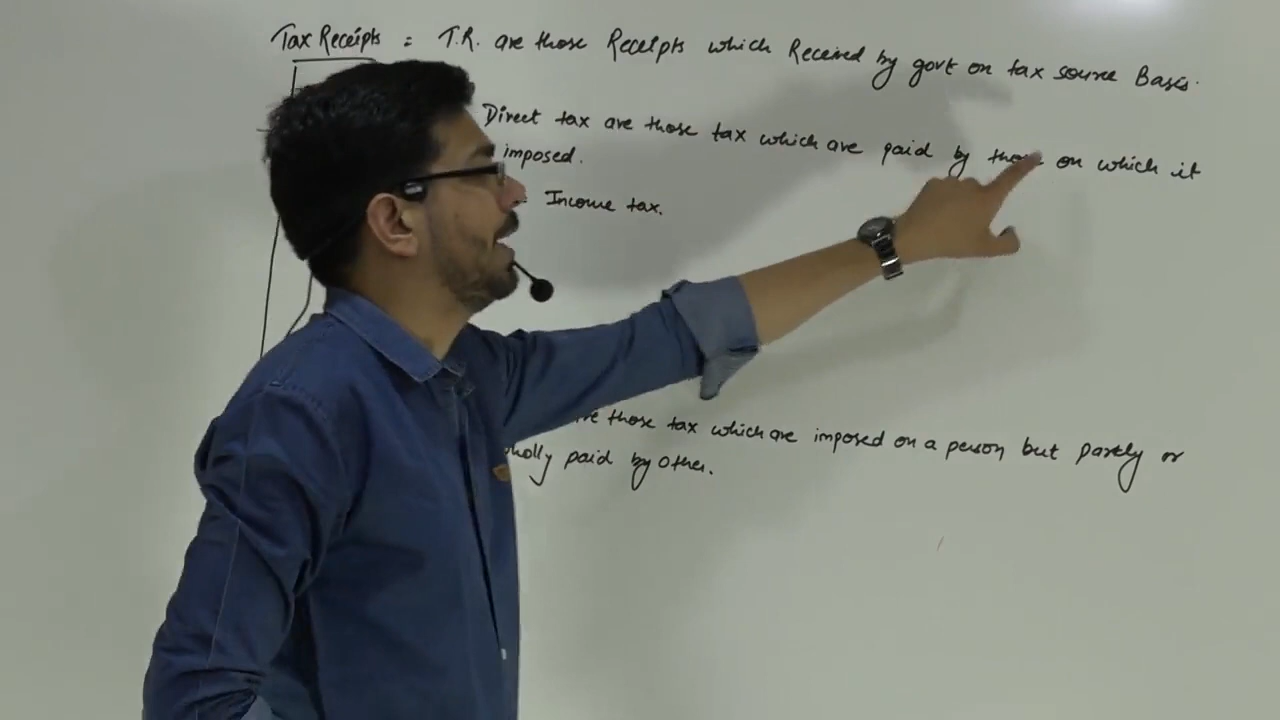 Tax Receipts = T.R. are those Receipts which Received by govt on tax source Basis.
Direct tax are those tax which are paid by those on which it
imposed.
= Income tax.
those tax which are imposed on a person but partly or
paid by other.